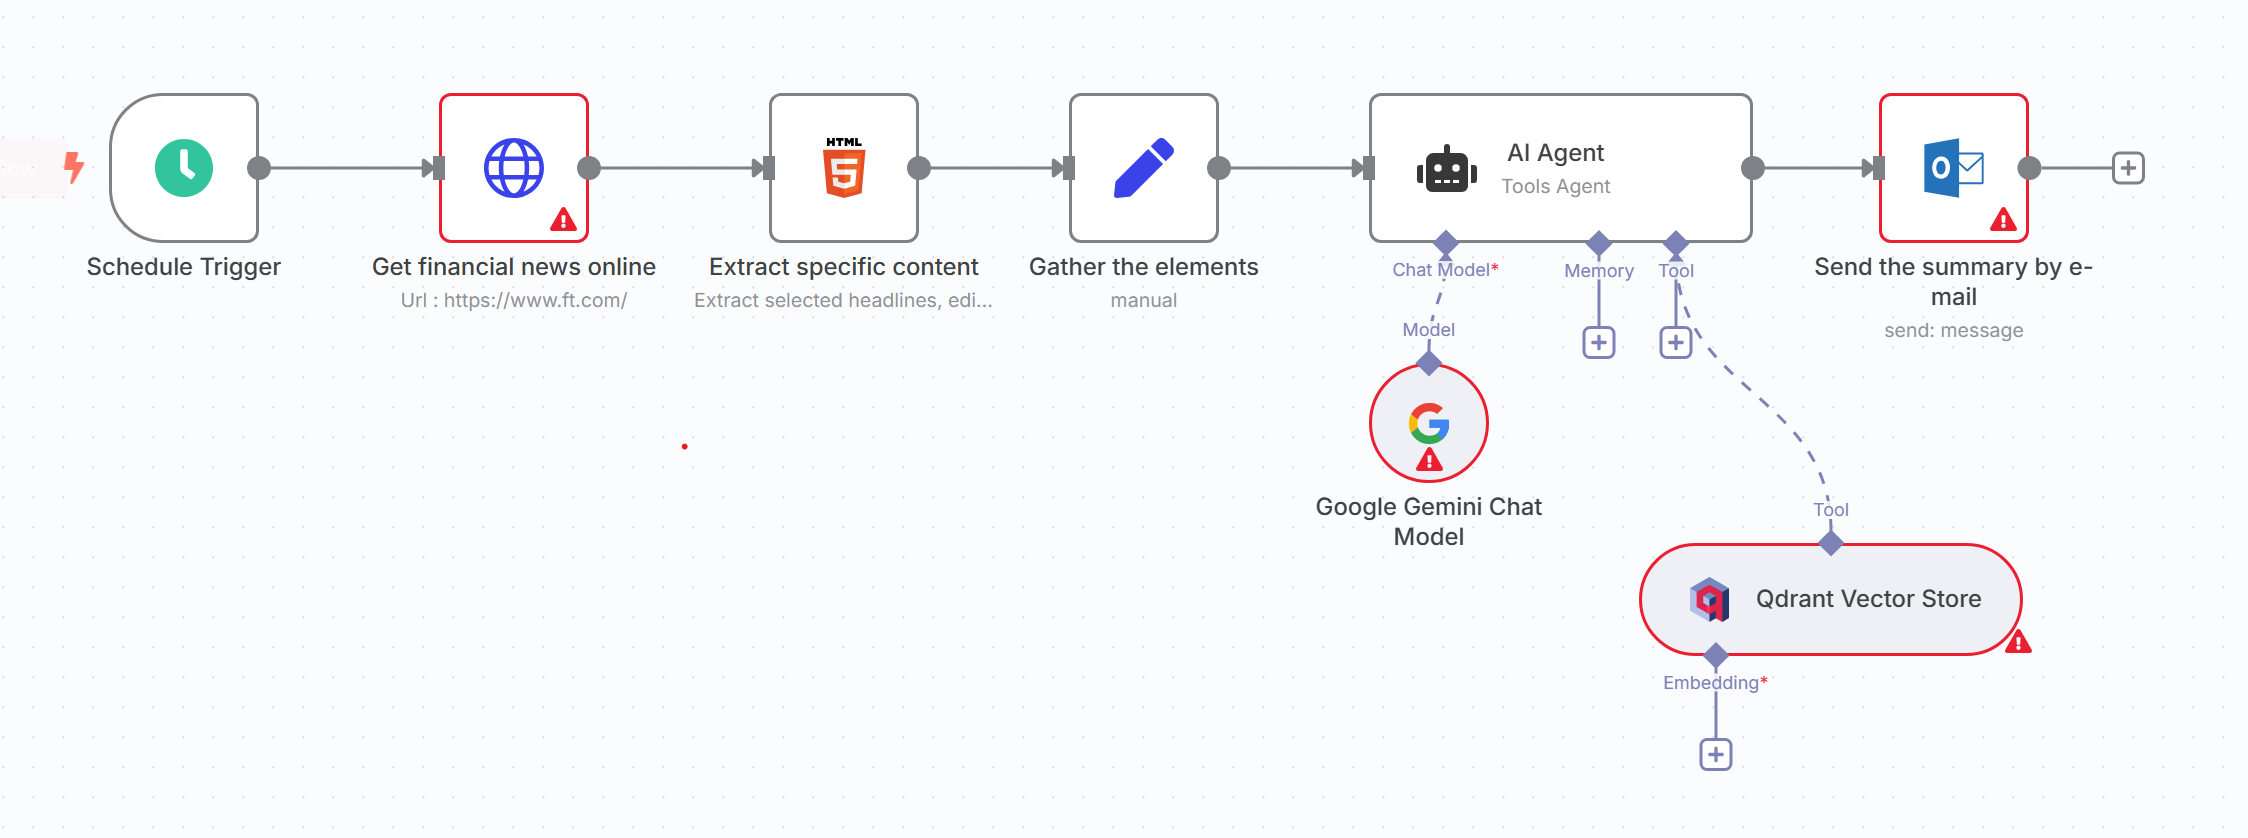 HTML
AI Agent
Tools Agent
Schedule Trigger
Get financial news online
Url : https://www.ft.com/
Extract specific content
Extract selected headlines, edi...
Gather the elements
manual
Chat Model*
Memory
Tool
Send the summary by e-
mail
send: message
Model
Google Gemini Chat
Model
Tool
Qdrant Vector Store
Embedding*